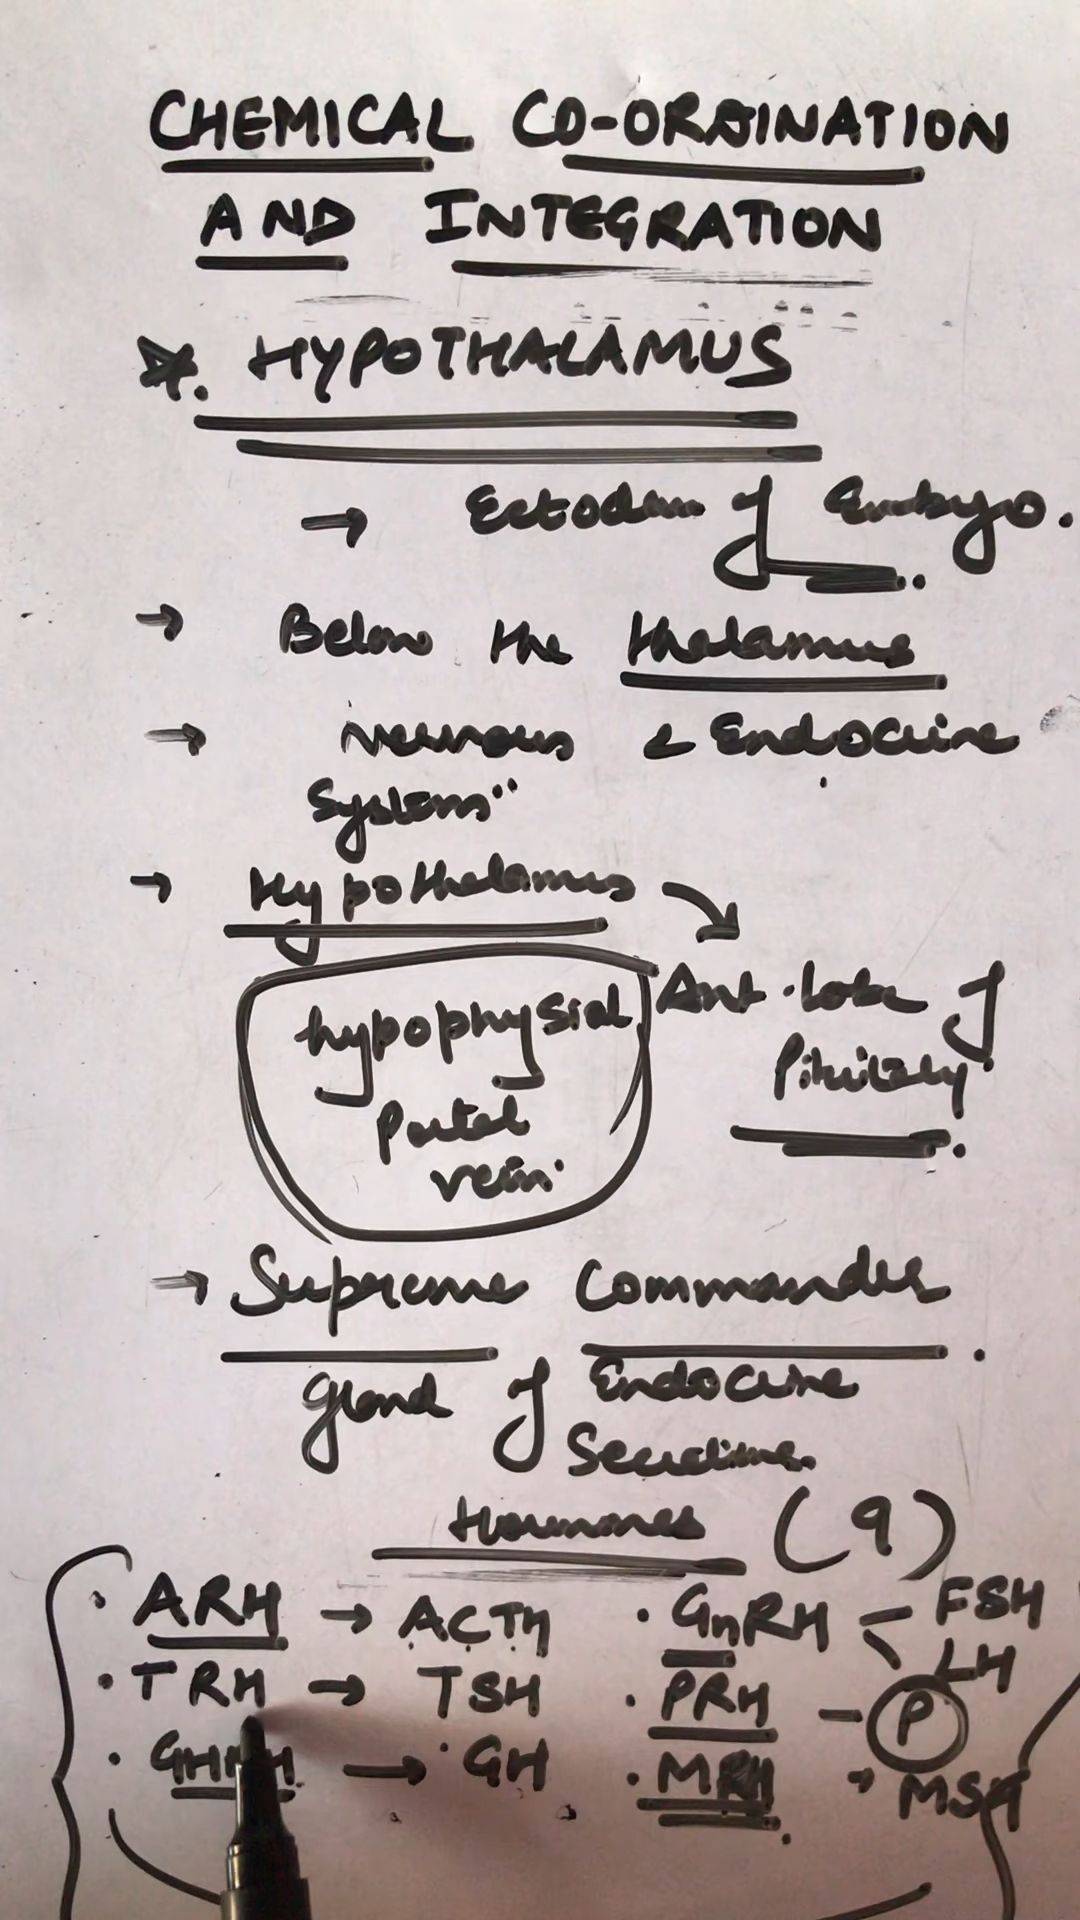 CHEMICAL CO-ORDINATION
AND INTEGRATION
HYPOTHALAMUS
→ Ectoderm of Embryo.
→ Below the thalamus
→ Nervous & Endocrine
System"
→ Hypothalamus →
Ant. lobe of
Pituitary
hypophysial
Portal
vein.
→ Supreme Commander
Gland of Endocrine
Secretions.
Hormones (9)
. ARH → ACTH . GnRH - FSH
LH
. TRH → TSH . PRH - P
. → GH . MRH → MSH